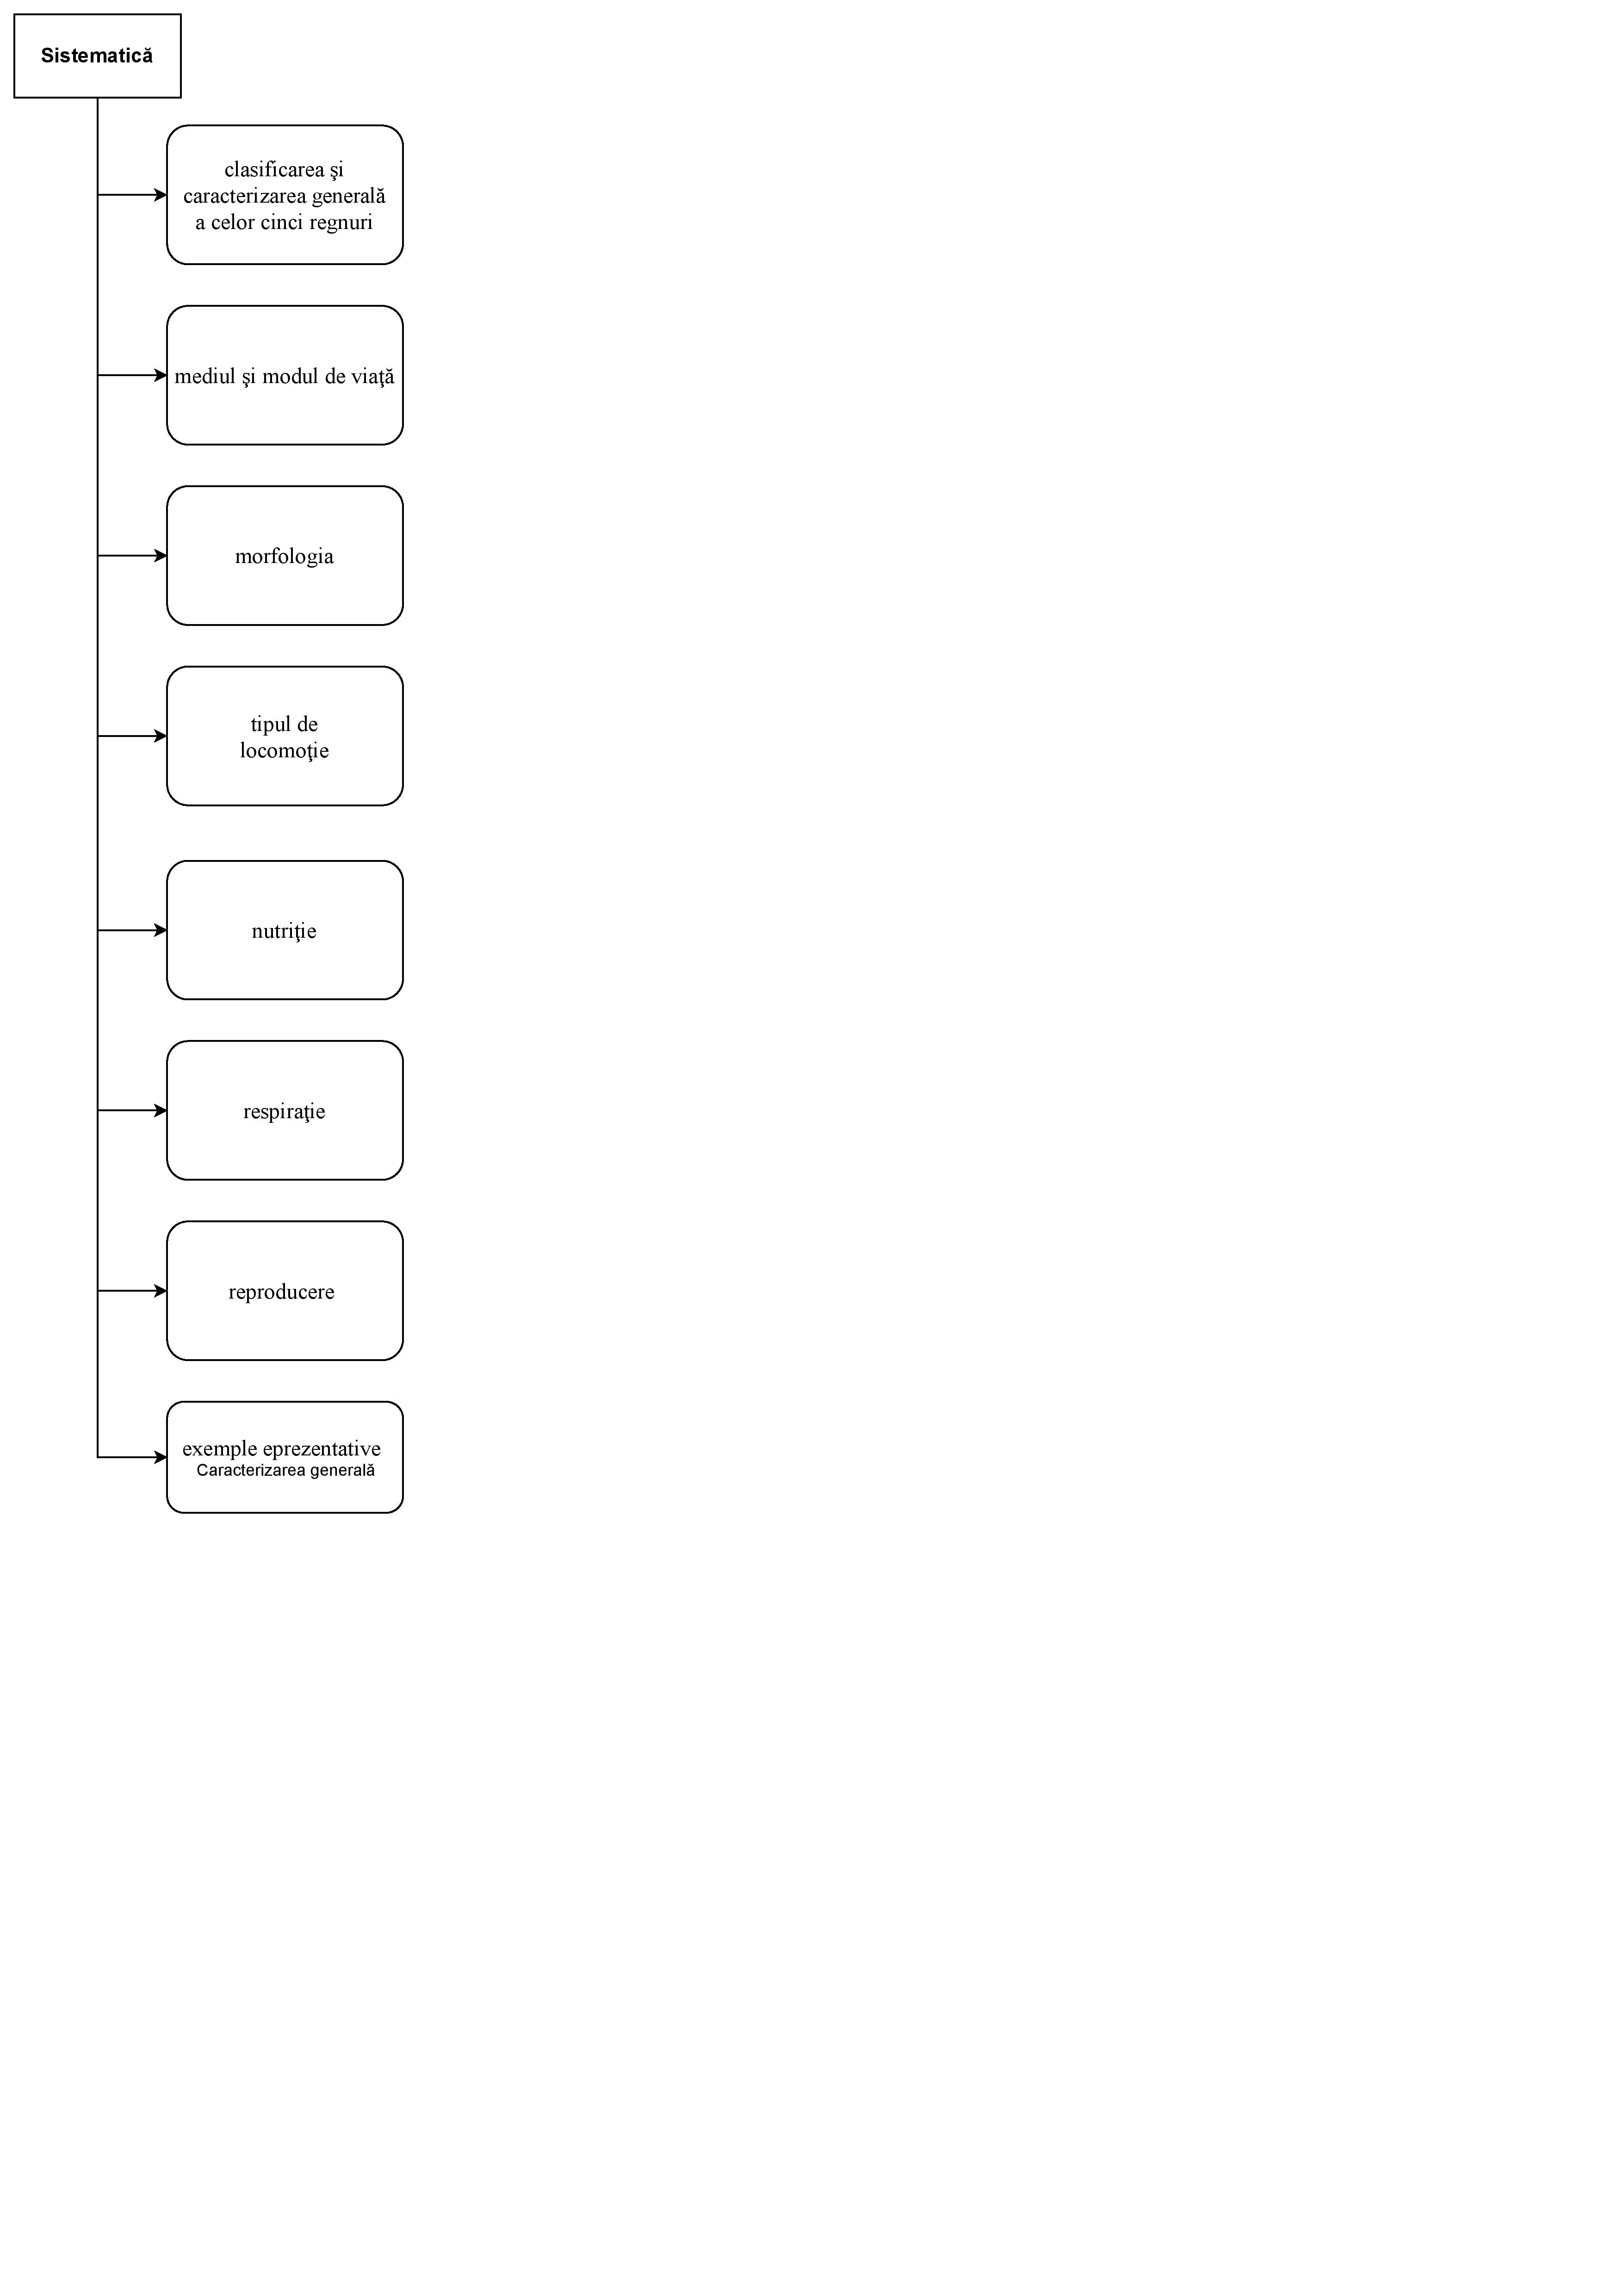 Sistematică
clasificarea şi
caracterizarea generală
a celor cinci regnuri
mediul şi modul de viaţă
morfologia
tipul de
locomoţie
nutriţie
respiraţie
reproducere
exemple eprezentative
Caracterizarea generală